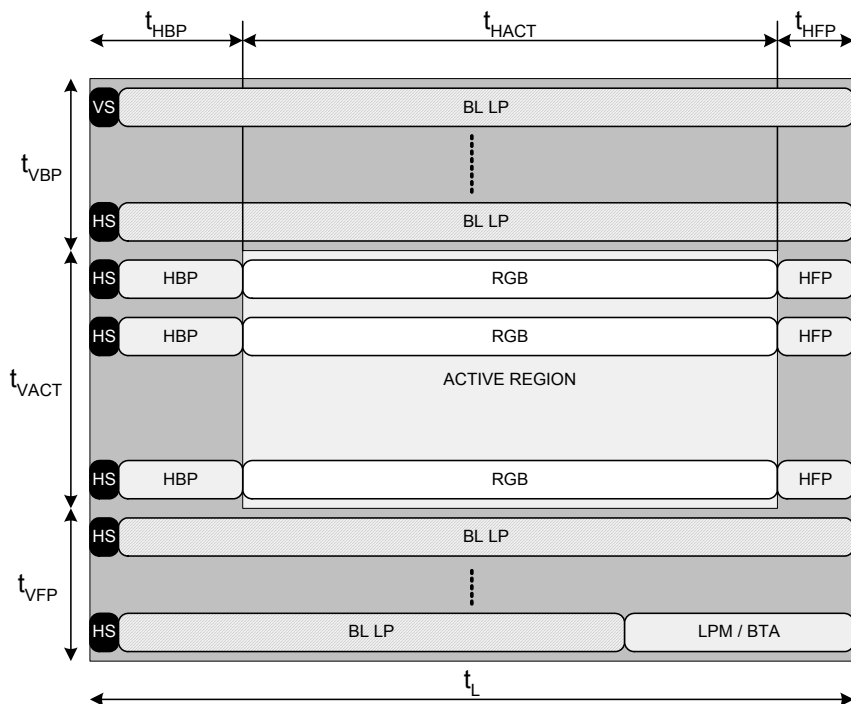 tHBP tHACT tHFP
VS BL LP
tVBP
HS BL LP
HS HBP RGB HFP
HS HBP RGB HFP
tVACT ACTIVE REGION
HS HBP RGB HFP
HS BL LP
tVFP
HS BL LP LPM / BTA
tL